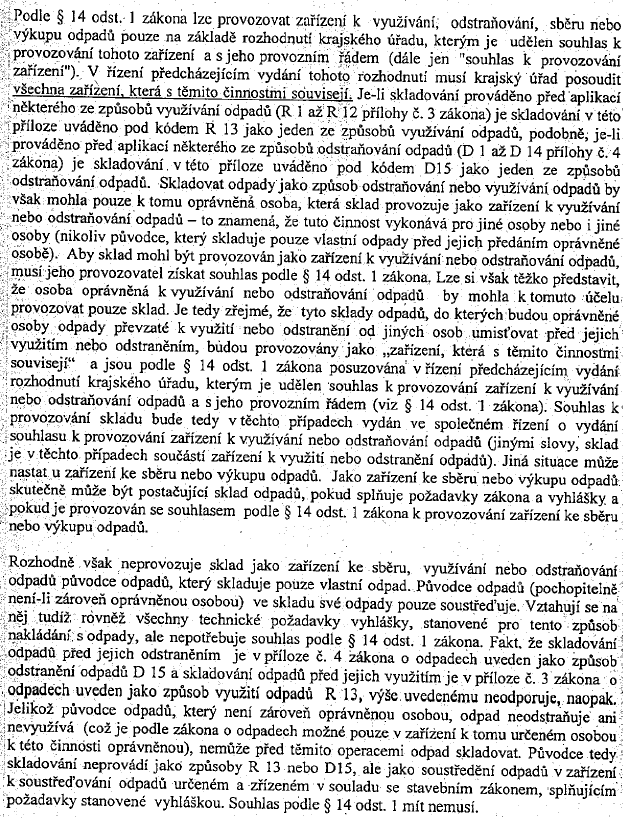 Podle § 14 odst. 1 zákona lze provozovat zařízení k využívání, odstraňování, sběru nebo
výkupu odpadů pouze na základě rozhodnutí krajského úřadu, kterým je udělen souhlas k
provozování tohoto zařízení a s jeho provozním řádem (dále jen "souhlas k provozování
zařízení"). V řízení předcházejícím vydání tohoto rozhodnutí musí krajský úřad posoudit
všechna zařízení, která s těmito činnostmi souvisejí. Je-li skladování prováděno před aplikací
některého ze způsobů využívání odpadů (R 1 až R 12 přílohy č. 3 zákona) je skladování v této
příloze uváděno pod kódem R 13 jako jeden ze způsobů využívání odpadů, podobně, je-li
prováděno před aplikací některého ze způsobů odstraňování odpadů (D 1 až D 14 přílohy č. 4
zákona) je skladování v této příloze uváděno pod kódem D15 jako jeden ze způsobů
odstraňování odpadů. Skladovat odpady jako způsob odstraňování nebo využívání odpadů by
však mohla pouze k tomu oprávněná osoba, která sklad provozuje jako zařízení k využívání
nebo odstraňování odpadů – to znamená, že tuto činnost vykonává pro jiné osoby nebo i jiné
osoby (nikoliv původce, který skladuje pouze vlastní odpady před jejich předáním oprávněné
osobě). Aby sklad mohl být provozován jako zařízení k využívání nebo odstraňování odpadů,
musí jeho provozovatel získat souhlas podle § 14 odst. 1 zákona. Lze si však těžko představit,
že osoba oprávněná k využívání nebo odstraňování odpadů by mohla k tomuto účelu
provozovat pouze sklad. Je tedy zřejmé, že tyto sklady odpadů, do kterých budou oprávněné
osoby odpady převzaté k využití nebo odstranění od jiných osob umisťovat před jejich
využitím nebo odstraněním, budou provozovány jako „zařízení, která s těmito činnostmi
souvisejí“ a jsou podle § 14 odst. 1 zákona posuzována v řízení předcházejícím vydání
rozhodnutí krajského úřadu, kterým je udělen souhlas k provozování zařízení k využívání
nebo odstraňování odpadů a s jeho provozním řádem (viz § 14 odst. 1 zákona). Souhlas k
provozování skladu bude tedy v těchto případech vydán ve společném řízení o vydání
souhlasu k provozování zařízení k využívání nebo odstraňování odpadů (jinými slovy, sklad
je v těchto případech součástí zařízení k využití nebo odstranění odpadů). Jiná situace může
nastat u zařízení ke sběru nebo výkupu odpadů. Jako zařízení ke sběru nebo výkupu odpadů
skutečně může být postačující sklad odpadů, pokud splňuje požadavky zákona a vyhlášky a
pokud je provozován se souhlasem podle § 14 odst. 1 zákona k provozování zařízení ke sběru
nebo výkupu odpadů.
Rozhodně však neprovozuje sklad jako zařízení ke sběru, využívání nebo odstraňování
odpadů původce odpadů, který skladuje pouze vlastní odpad. Původce odpadů (pochopitelně
není-li zároveň oprávněnou osobou) ve skladu své odpady pouze soustřeďuje. Vztahují se na
něj tudíž rovněž všechny technické požadavky vyhlášky, stanovené pro tento způsob
nakládání s odpady, ale nepotřebuje souhlas podle § 14 odst. 1 zákona. Fakt, že skladování
odpadů před jejich odstraněním je v příloze č. 4 zákona o odpadech uveden jako způsob
odstranění odpadů D 15 a skladování odpadů před jejich využitím je v příloze č. 3 zákona o
odpadech uveden jako způsob využití odpadů R 13, výše uvedenému neodporuje, naopak.
Jelikož původce odpadů, který není zároveň oprávněnou osobou, odpad neodstraňuje ani
nevyužívá (což je podle zákona o odpadech možné pouze v zařízení k tomu určeném osobou
k této činnosti oprávněnou), nemůže před těmito operacemi odpad skladovat. Původce tedy
skladování neprovádí jako způsoby R 13 nebo D15, ale jako soustředění odpadů v zařízení
k soustřeďování odpadů určeném a zřízeném v souladu se stavebním zákonem, splňujícím
požadavky stanovené vyhláškou. Souhlas podle § 14 odst. 1 mít nemusí.